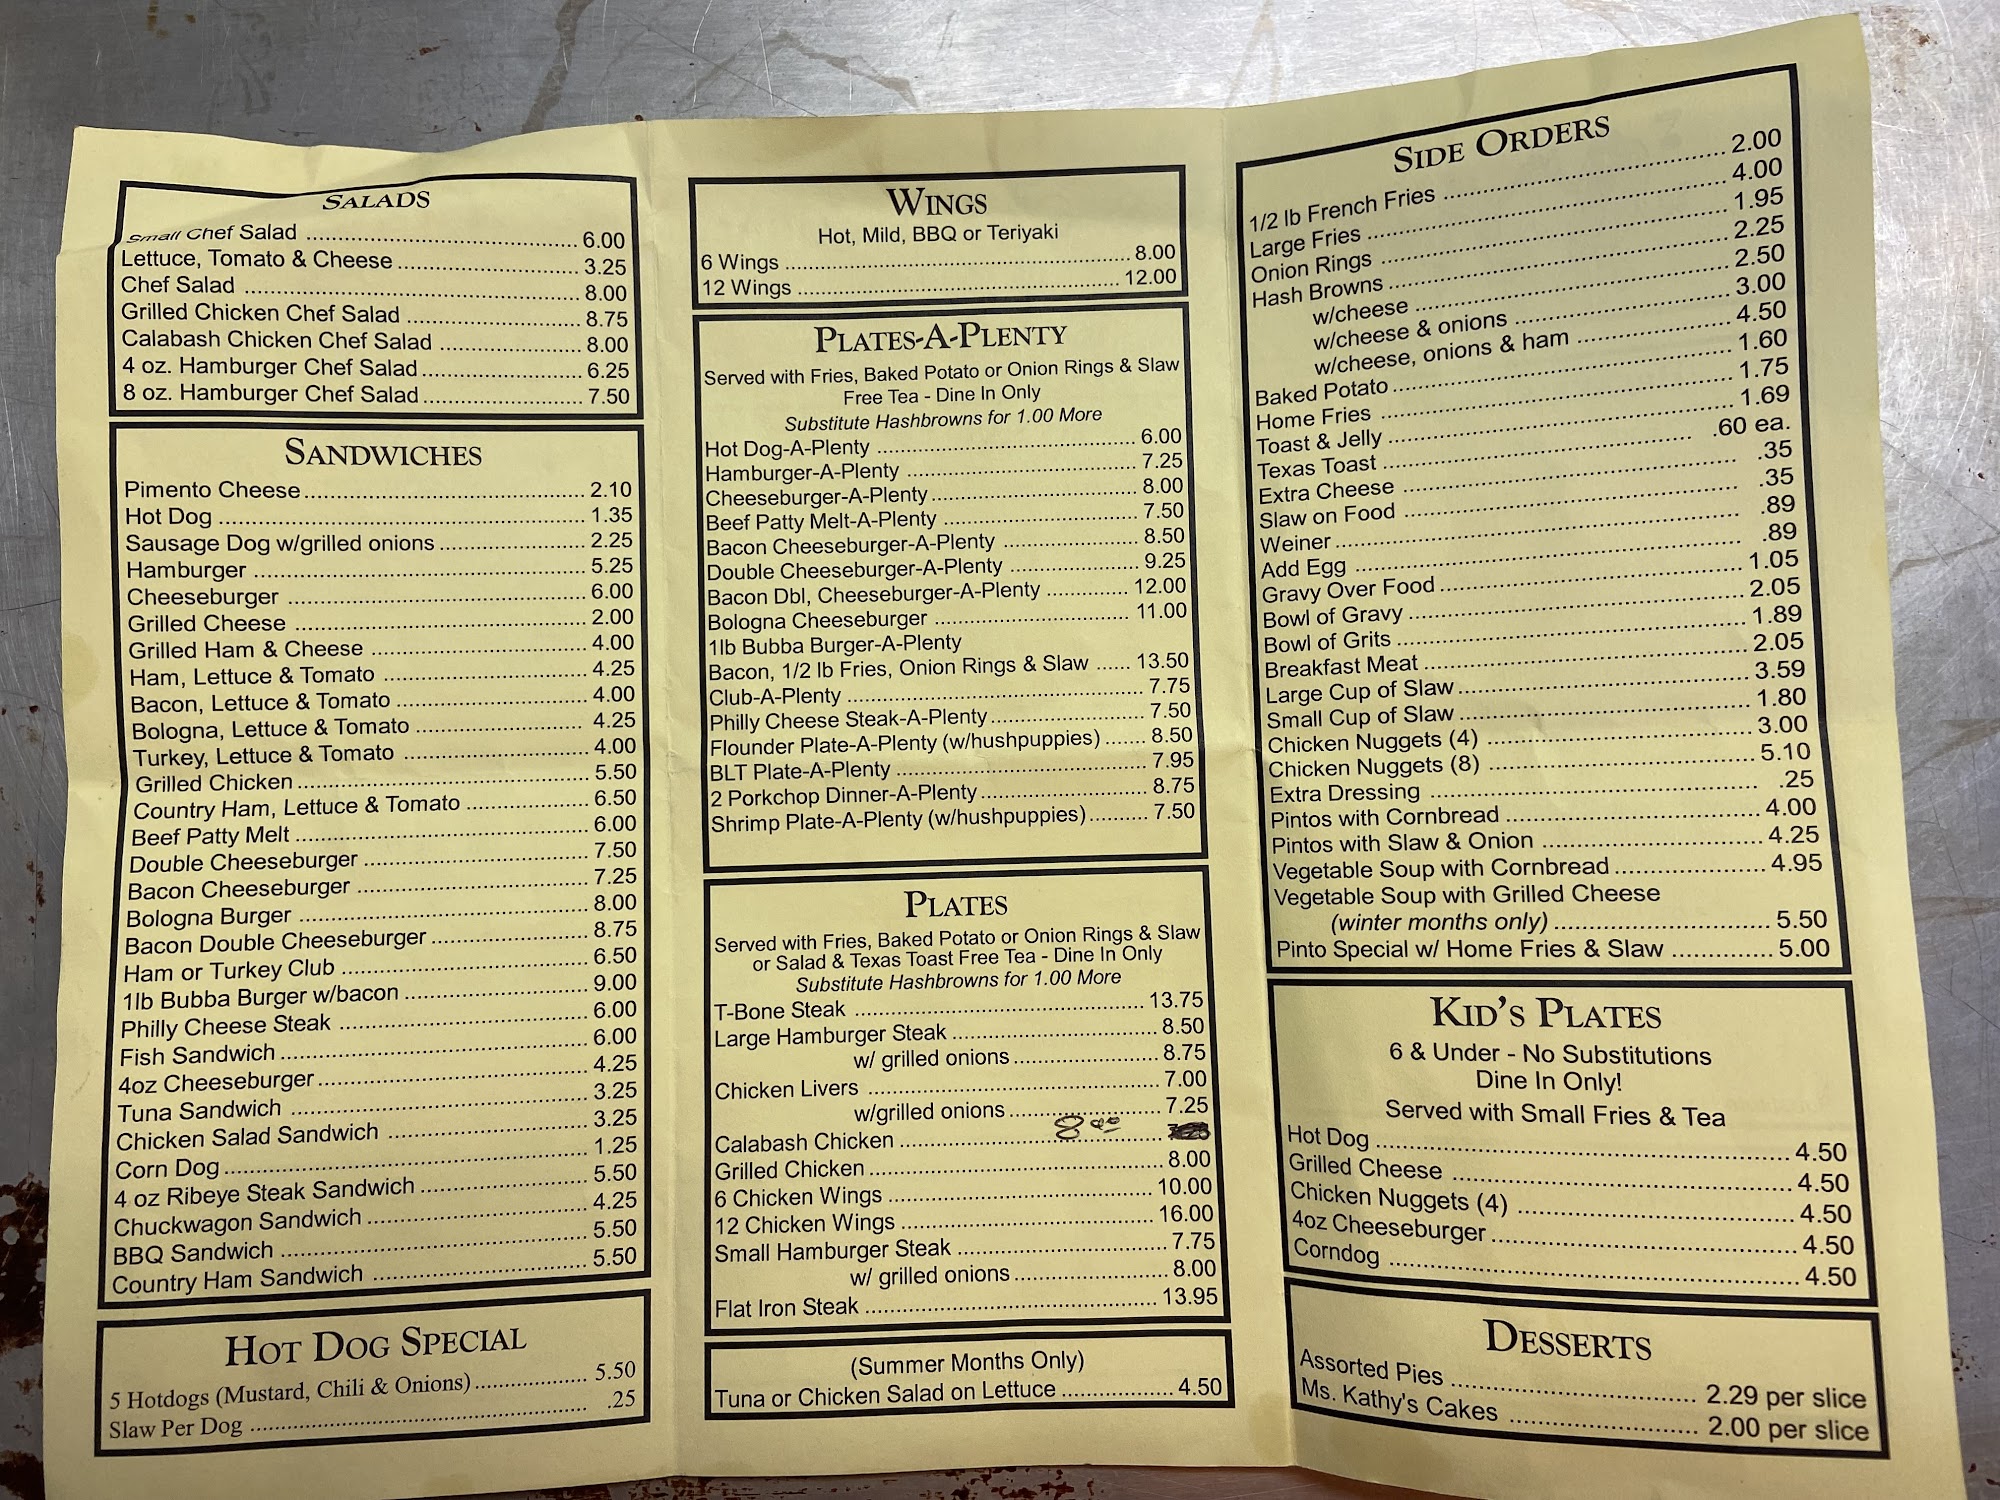 SALADS
Small Chef Salad ... 6.00
Lettuce, Tomato & Cheese ... 3.25
Chef Salad ... 8.00
Grilled Chicken Chef Salad ... 8.75
Calabash Chicken Chef Salad ... 8.00
4 oz. Hamburger Chef Salad ... 6.25
8 oz. Hamburger Chef Salad ... 7.50
SANDWICHES
Pimento Cheese ... 2.10
Hot Dog ... 1.35
Sausage Dog w/grilled onions ... 2.25
Hamburger ... 5.25
Cheeseburger ... 6.00
Grilled Cheese ... 2.00
Grilled Ham & Cheese ... 4.00
Ham, Lettuce & Tomato ... 4.25
Bacon, Lettuce & Tomato ... 4.00
Bologna, Lettuce & Tomato ... 4.25
Turkey, Lettuce & Tomato ... 4.00
Grilled Chicken ... 5.50
Country Ham, Lettuce & Tomato ... 6.50
Beef Patty Melt ... 6.00
Double Cheeseburger ... 7.50
Bacon Cheeseburger ... 7.25
Bologna Burger ... 8.00
Bacon Double Cheeseburger ... 8.75
Ham or Turkey Club ... 6.50
1lb Bubba Burger w/bacon ... 9.00
Philly Cheese Steak ... 6.00
Fish Sandwich ... 6.00
4oz Cheeseburger ... 4.25
Tuna Sandwich ... 3.25
Chicken Salad Sandwich ... 3.25
Corn Dog ... 1.25
4 oz Ribeye Steak Sandwich ... 5.50
Chuckwagon Sandwich ... 4.25
BBQ Sandwich ... 5.50
Country Ham Sandwich ... 5.50
HOT DOG SPECIAL
5 Hotdogs (Mustard, Chili & Onions) ... 5.50
Slaw Per Dog ... .25
WINGS
Hot, Mild, BBQ or Teriyaki
6 Wings ... 8.00
12 Wings ... 12.00
PLATES-A-PLENTY
Served with Fries, Baked Potato or Onion Rings & Slaw
Free Tea - Dine In Only
Substitute Hashbrowns for 1.00 More
Hot Dog-A-Plenty ... 6.00
Hamburger-A-Plenty ... 7.25
Cheeseburger-A-Plenty ... 8.00
Beef Patty Melt-A-Plenty ... 7.50
Bacon Cheeseburger-A-Plenty ... 8.50
Double Cheeseburger-A-Plenty ... 9.25
Bacon Dbl, Cheeseburger-A-Plenty ... 12.00
Bologna Cheeseburger ... 11.00
1lb Bubba Burger-A-Plenty
Bacon, 1/2 lb Fries, Onion Rings & Slaw ... 13.50
Club-A-Plenty ... 7.75
Philly Cheese Steak-A-Plenty ... 7.50
Flounder Plate-A-Plenty (w/hushpuppies) ... 8.50
BLT Plate-A-Plenty ... 7.95
2 Porkchop Dinner-A-Plenty ... 8.75
Shrimp Plate-A-Plenty (w/hushpuppies) ... 7.50
PLATES
Served with Fries, Baked Potato or Onion Rings & Slaw
or Salad & Texas Toast Free Tea - Dine In Only
Substitute Hashbrowns for 1.00 More
T-Bone Steak ... 13.75
Large Hamburger Steak ... 8.50
w/ grilled onions ... 8.75
Chicken Livers ... 7.00
w/grilled onions ... 7.25
Calabash Chicken ... 8.00
Grilled Chicken ... 8.00
6 Chicken Wings ... 10.00
12 Chicken Wings ... 16.00
Small Hamburger Steak ... 7.75
w/ grilled onions ... 8.00
Flat Iron Steak ... 13.95
(Summer Months Only)
Tuna or Chicken Salad on Lettuce ... 4.50
SIDE ORDERS
1/2 lb French Fries ... 2.00
Large Fries ... 4.00
Onion Rings ... 1.95
Hash Browns ... 2.25
w/cheese ... 2.50
w/cheese & onions ... 3.00
w/cheese, onions & ham ... 4.50
Baked Potato ... 1.60
Home Fries ... 1.75
Toast & Jelly ... 1.69
Texas Toast ... .60 ea.
Extra Cheese ... .35
Slaw on Food ... .35
Weiner ... .89
Add Egg ... .89
Gravy Over Food ... 1.05
Bowl of Gravy ... 2.05
Bowl of Grits ... 1.89
Breakfast Meat ... 2.05
Large Cup of Slaw ... 3.59
Small Cup of Slaw ... 1.80
Chicken Nuggets (4) ... 3.00
Chicken Nuggets (8) ... 5.10
Extra Dressing ... .25
Pintos with Cornbread ... 4.00
Pintos with Slaw & Onion ... 4.25
Vegetable Soup with Cornbread ... 4.95
Vegetable Soup with Grilled Cheese
(winter months only) ... 5.50
Pinto Special w/ Home Fries & Slaw ... 5.00
KID'S PLATES
6 & Under - No Substitutions
Dine In Only!
Served with Small Fries & Tea
Hot Dog ... 4.50
Grilled Cheese ... 4.50
Chicken Nuggets (4) ... 4.50
4oz Cheeseburger ... 4.50
Corndog ... 4.50
DESSERTS
Assorted Pies ... 2.29 per slice
Ms. Kathy's Cakes ... 2.00 per slice